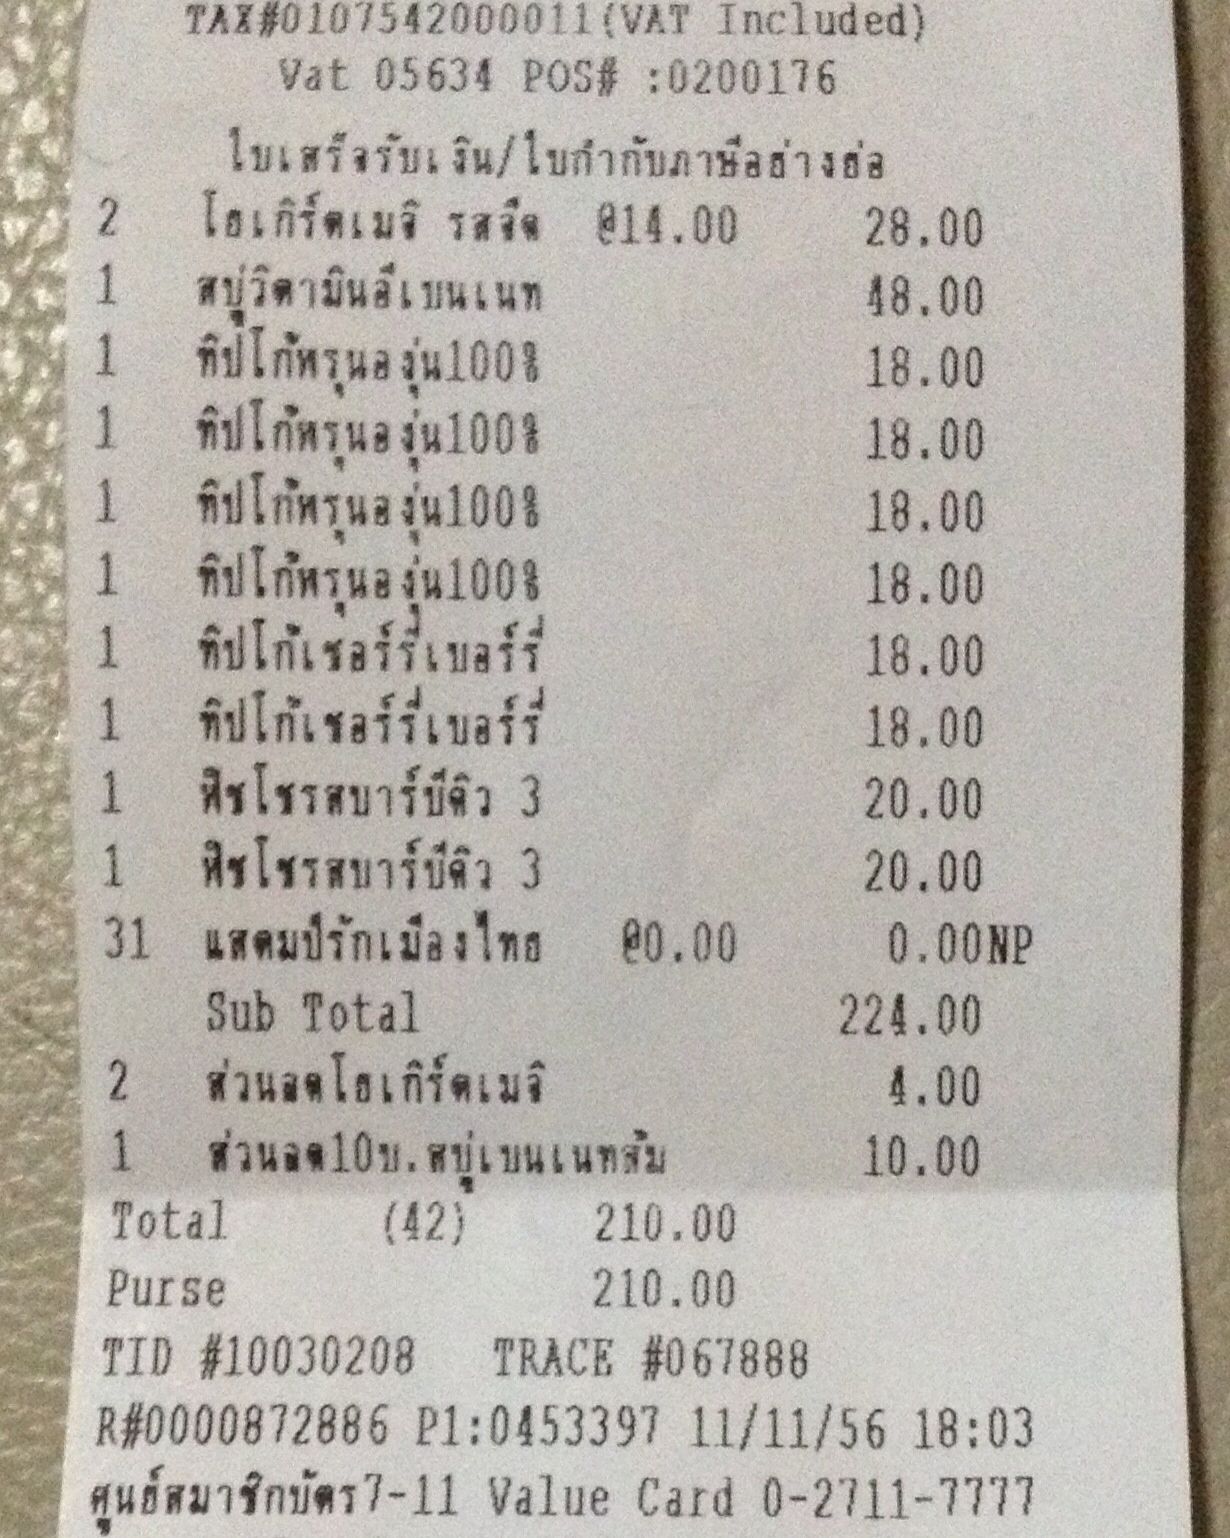 TAX#0107542000011(VAT Included)
Vat 05634 POS# :0200176
ใบเสร็จรับเงิน/ใบกำกับภาษีอย่างย่อ
2 โยเกิร์ตเมจิ รสจืด @14.00 28.00
1 สบู่วิตามินอีเบนเนท 48.00
1 ทิปโก้พรุนองุ่น100% 18.00
1 ทิปโก้พรุนองุ่น100% 18.00
1 ทิปโก้พรุนองุ่น100% 18.00
1 ทิปโก้พรุนองุ่น100% 18.00
1 ทิปโก้เชอร์รี่เบอร์รี่ 18.00
1 ทิปโก้เชอร์รี่เบอร์รี่ 18.00
1 ฟิชโชรสบาร์บีคิว 3 20.00
1 ฟิชโชรสบาร์บีคิว 3 20.00
31 แสตมป์รักเมืองไทย @0.00 0.00NP
Sub Total 224.00
2 ส่วนลดโยเกิร์ตเมจิ 4.00
1 ส่วนลด10บ.สบู่เบนเนทส้ม 10.00
Total (42) 210.00
Purse 210.00
TID #10030208 TRACE #067888
R#0000872886 P1:0453397 11/11/56 18:03
ศูนย์สมาชิกบัตร7-11 Value Card 0-2711-7777